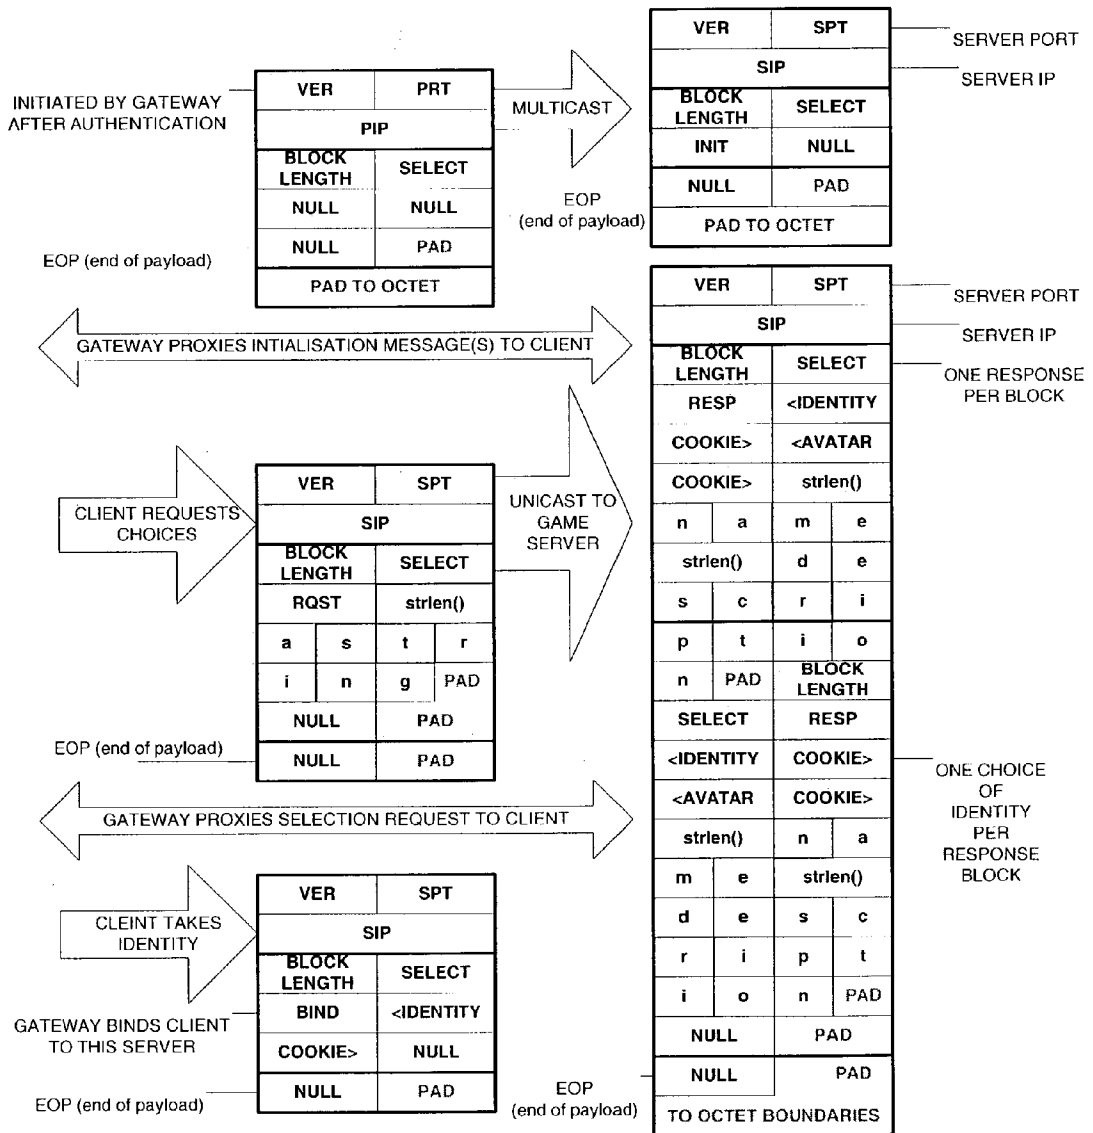 VER SPT
SERVER PORT
SIP
SERVER IP
BLOCK LENGTH SELECT
INIT NULL
NULL PAD
EOP
(end of payload)
PAD TO OCTET
INITIATED BY GATEWAY
AFTER AUTHENTICATION
VER PRT
MULTICAST
PIP
BLOCK LENGTH SELECT
NULL NULL
NULL PAD
EOP (end of payload)
PAD TO OCTET
GATEWAY PROXIES INTIALISATION MESSAGE(S) TO CLIENT
CLIENT REQUESTS
CHOICES
VER SPT
SIP
BLOCK LENGTH SELECT
RQST strlen()
a s t r
i n g PAD
NULL PAD
NULL PAD
EOP (end of payload)
UNICAST TO
GAME
SERVER
VER SPT
SERVER PORT
SIP
SERVER IP
BLOCK LENGTH SELECT
ONE RESPONSE
PER BLOCK
RESP <IDENTITY
COOKIE> <AVATAR
COOKIE> strlen()
n a m e
strlen() d e
s c r i
p t i o
n PAD BLOCK LENGTH
SELECT RESP
<IDENTITY COOKIE>
<AVATAR COOKIE>
strlen() n a
m e strlen()
d e s c
r i p t
i o n PAD
NULL PAD
NULL PAD
TO OCTET BOUNDARIES
ONE CHOICE
OF
IDENTITY
PER
RESPONSE
BLOCK
EOP
(end of payload)
GATEWAY PROXIES SELECTION REQUEST TO CLIENT
CLEINT TAKES
IDENTITY
VER SPT
SIP
BLOCK LENGTH SELECT
BIND <IDENTITY
COOKIE> NULL
NULL PAD
GATEWAY BINDS CLIENT
TO THIS SERVER
EOP (end of payload)